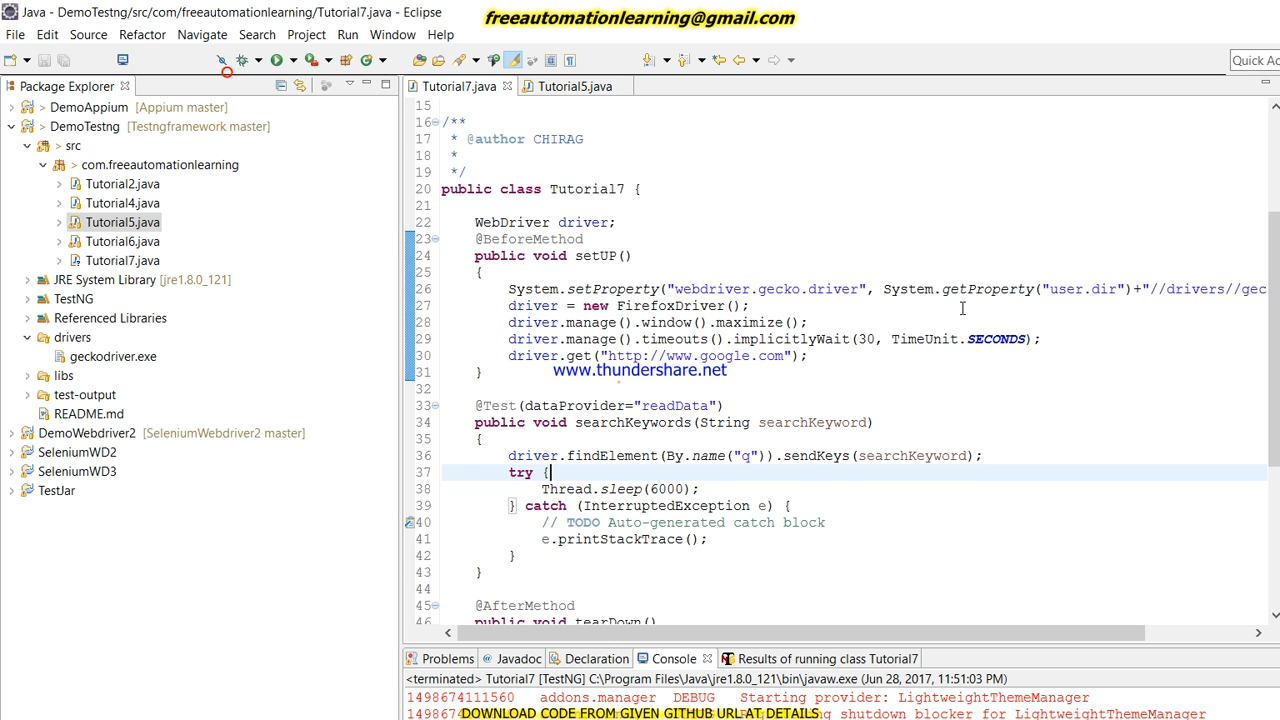 Java - DemoTestng/src/com/freeautomationlearning/Tutorial7.java - Eclipse
freeautomationlearning@gmail.com
File Edit Source Refactor Navigate Search Project Run Window Help
Quick Ac
Package Explorer
DemoAppium [Appium master]
DemoTestng [Testngframework master]
src
com.freeautomationlearning
Tutorial2.java
Tutorial4.java
Tutorial5.java
Tutorial6.java
Tutorial7.java
JRE System Library [jre1.8.0_121]
TestNG
Referenced Libraries
drivers
geckodriver.exe
libs
test-output
README.md
DemoWebdriver2 [SeleniumWebdriver2 master]
SeleniumWD2
SeleniumWD3
TestJar
Tutorial7.java Tutorial5.java
15
16 /**
17 * @author CHIRAG
18 *
19 */
20 public class Tutorial7 {
21
22 WebDriver driver;
23 @BeforeMethod
24 public void setUP()
25 {
26 System.setProperty("webdriver.gecko.driver", System.getProperty("user.dir")+"//drivers//gec
27 driver = new FirefoxDriver();
28 driver.manage().window().maximize();
29 driver.manage().timeouts().implicitlyWait(30, TimeUnit.SECONDS);
30 driver.get("http://www.google.com");
31 }
www.thundershare.net
32
33 @Test(dataProvider="readData")
34 public void searchKeywords(String searchKeyword)
35 {
36 driver.findElement(By.name("q")).sendKeys(searchKeyword);
37 try {
38 Thread.sleep(6000);
39 } catch (InterruptedException e) {
40 // TODO Auto-generated catch block
41 e.printStackTrace();
42 }
43 }
44
45 @AfterMethod
46 public void tearDown()
Problems Javadoc Declaration Console Results of running class Tutorial7
<terminated> Tutorial7 [TestNG] C:\Program Files\Java\jre1.8.0_121\bin\javaw.exe (Jun 28, 2017, 11:51:03 PM)
1498674111560 addons.manager DEBUG Starting provider: LightweightThemeManager
shutdown blocker for LightweightThemeManager
DOWNLOAD CODE FROM GIVEN GITHUB URL AT DETAILS